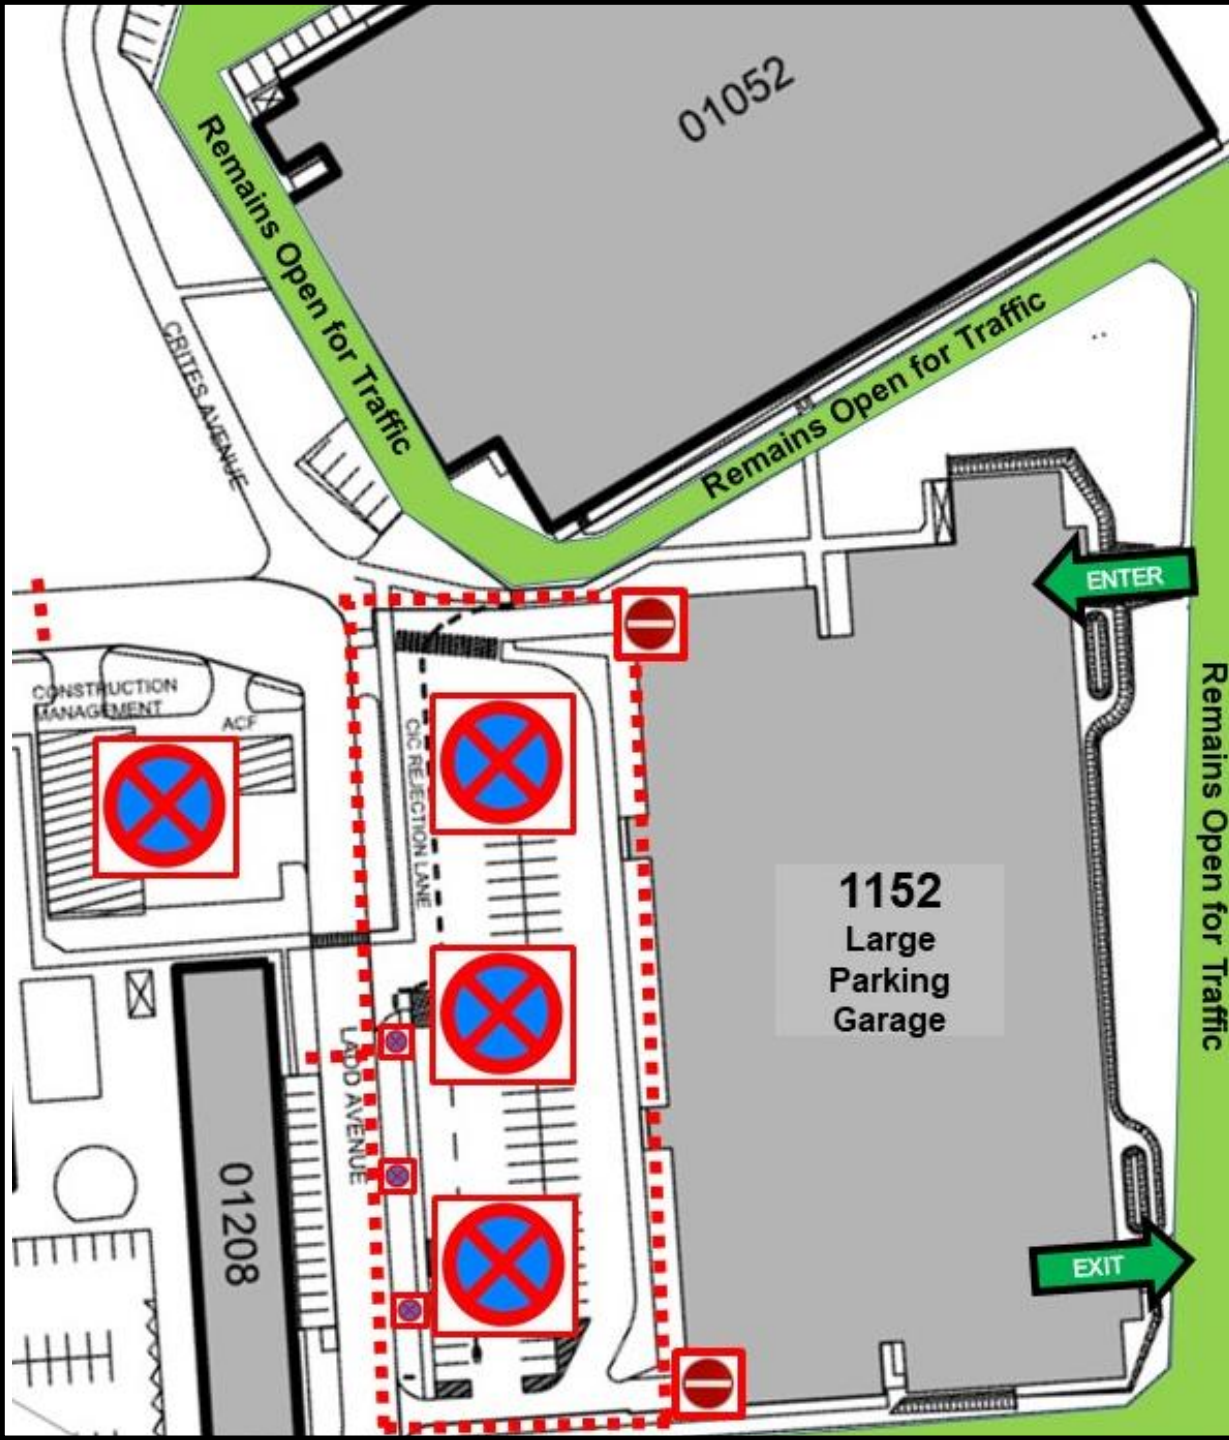 01052
Remains Open for Traffic
Remains Open for Traffic
CRITES AVENUE
ENTER
CONSTRUCTION
MANAGEMENT
ACF
CIC REJECTION LANE
Remains Open for Traffic
1152
Large
Parking
Garage
LADD AVENUE
01208
EXIT